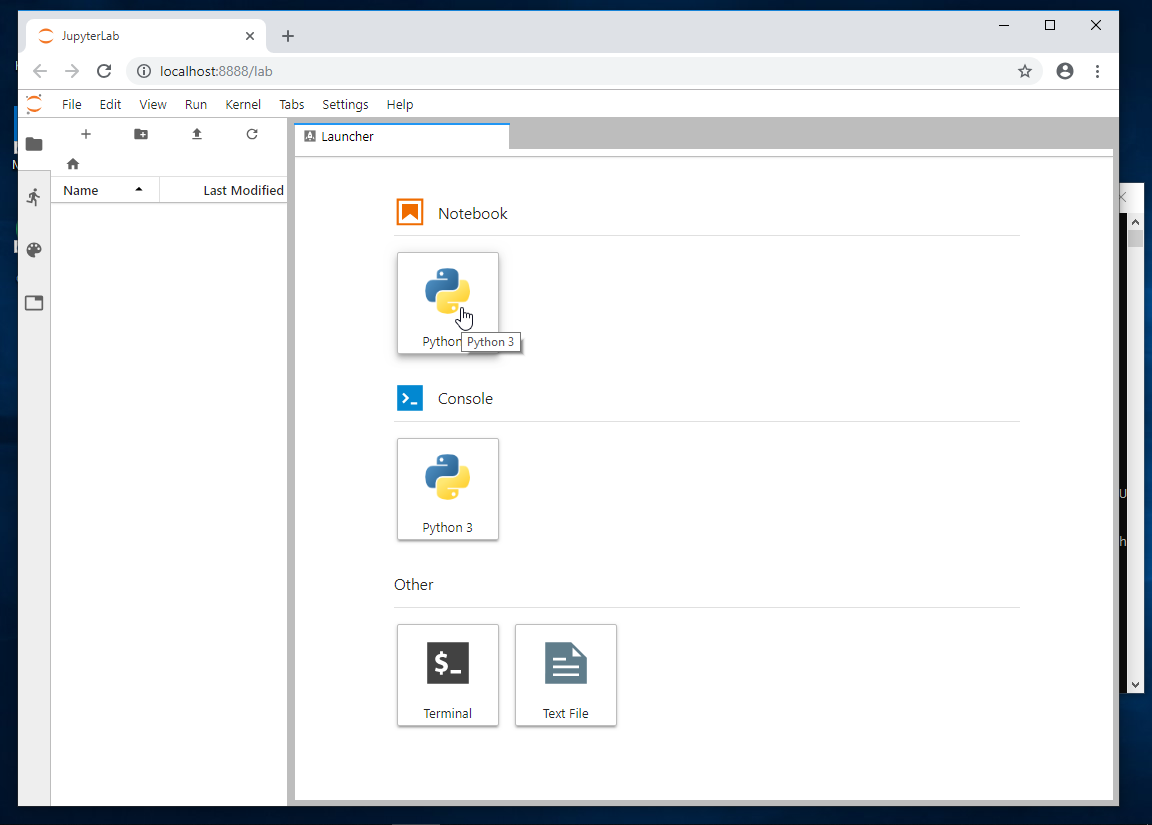 JupyterLab
localhost:8888/lab
File Edit View Run Kernel Tabs Settings Help
Launcher
Name Last Modified
Notebook
Python
Python 3
Console
Python 3
Other
$_
Terminal Text File